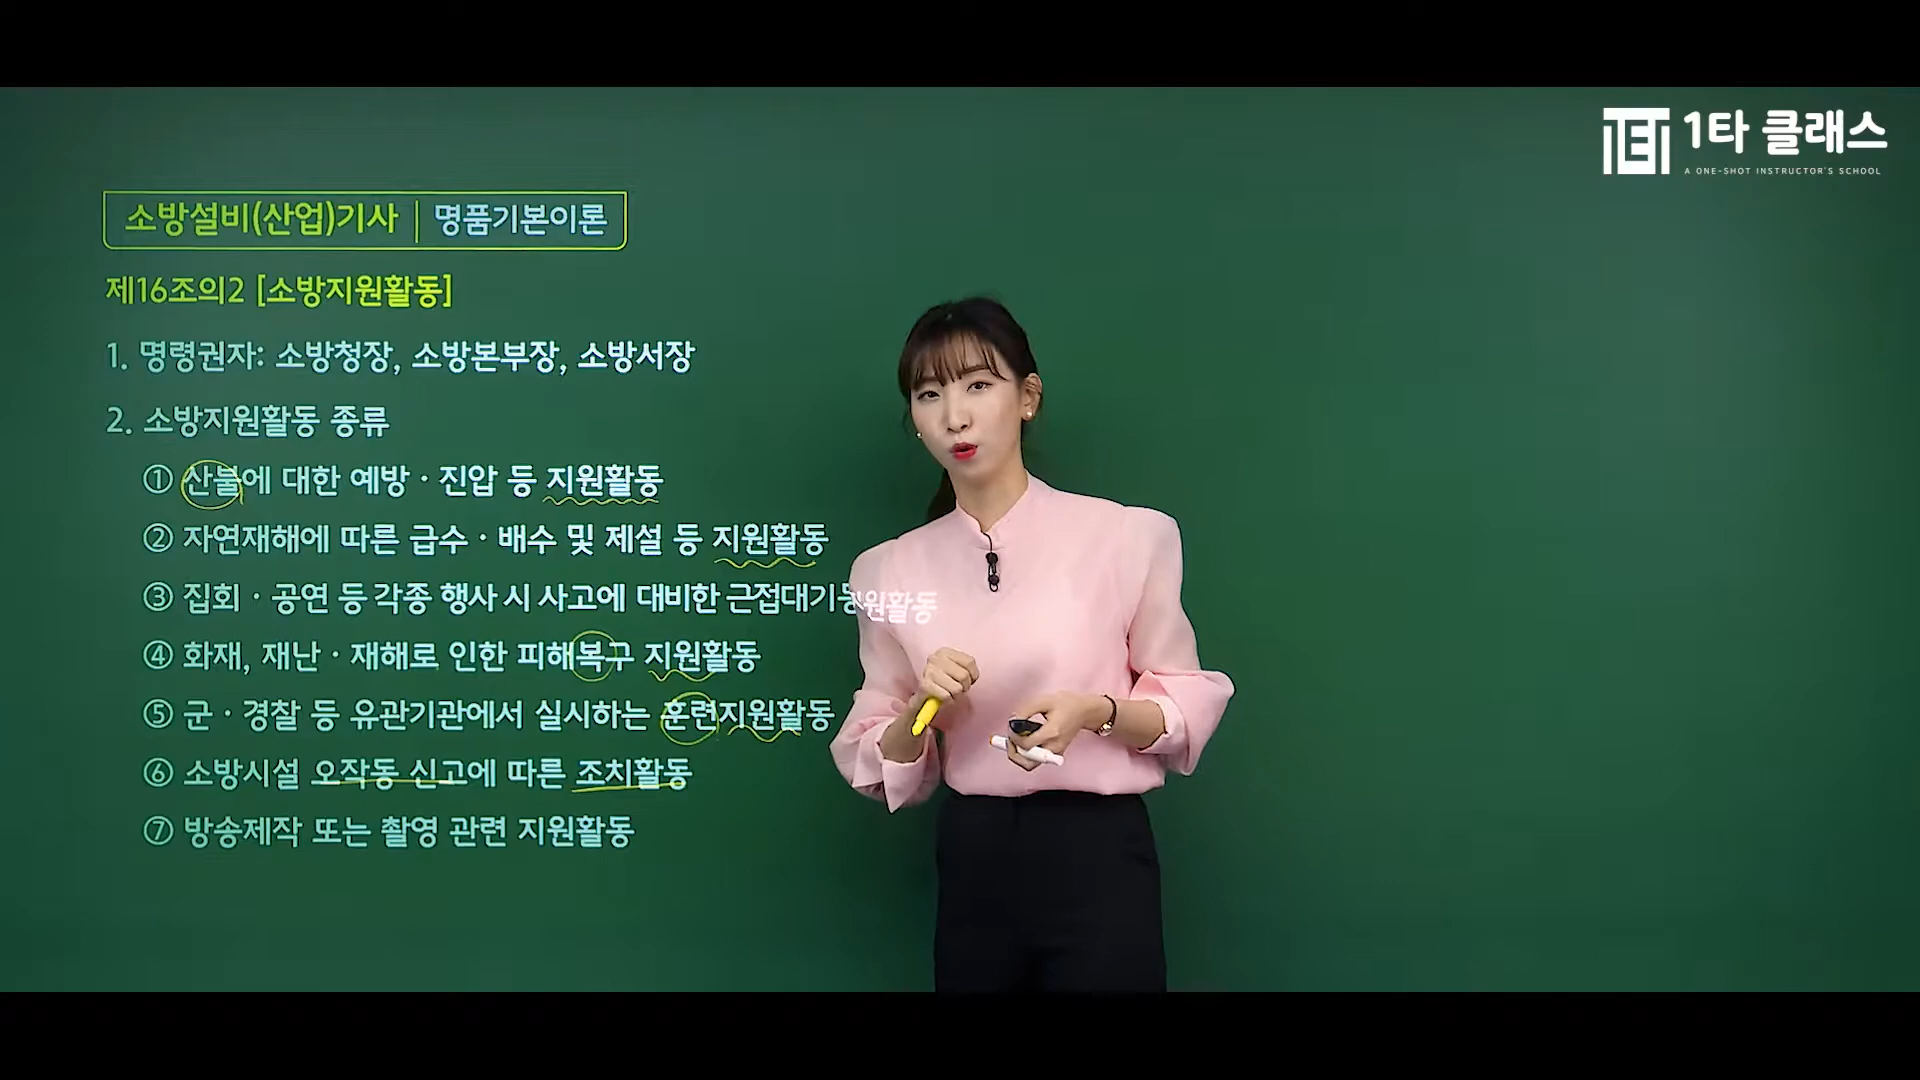 1타 클래스
A ONE-SHOT INSTRUCTOR'S SCHOOL
소방설비(산업)기사 | 명품기본이론
제16조의2 [소방지원활동]
1. 명령권자: 소방청장, 소방본부장, 소방서장
2. 소방지원활동 종류
① 산불에 대한 예방 · 진압 등 지원활동
② 자연재해에 따른 급수 · 배수 및 제설 등 지원활동
③ 집회 · 공연 등 각종 행사 시 사고에 대비한 근접대기등 지원활동
④ 화재, 재난 · 재해로 인한 피해복구 지원활동
⑤ 군 · 경찰 등 유관기관에서 실시하는 훈련지원활동
⑥ 소방시설 오작동 신고에 따른 조치활동
⑦ 방송제작 또는 촬영 관련 지원활동